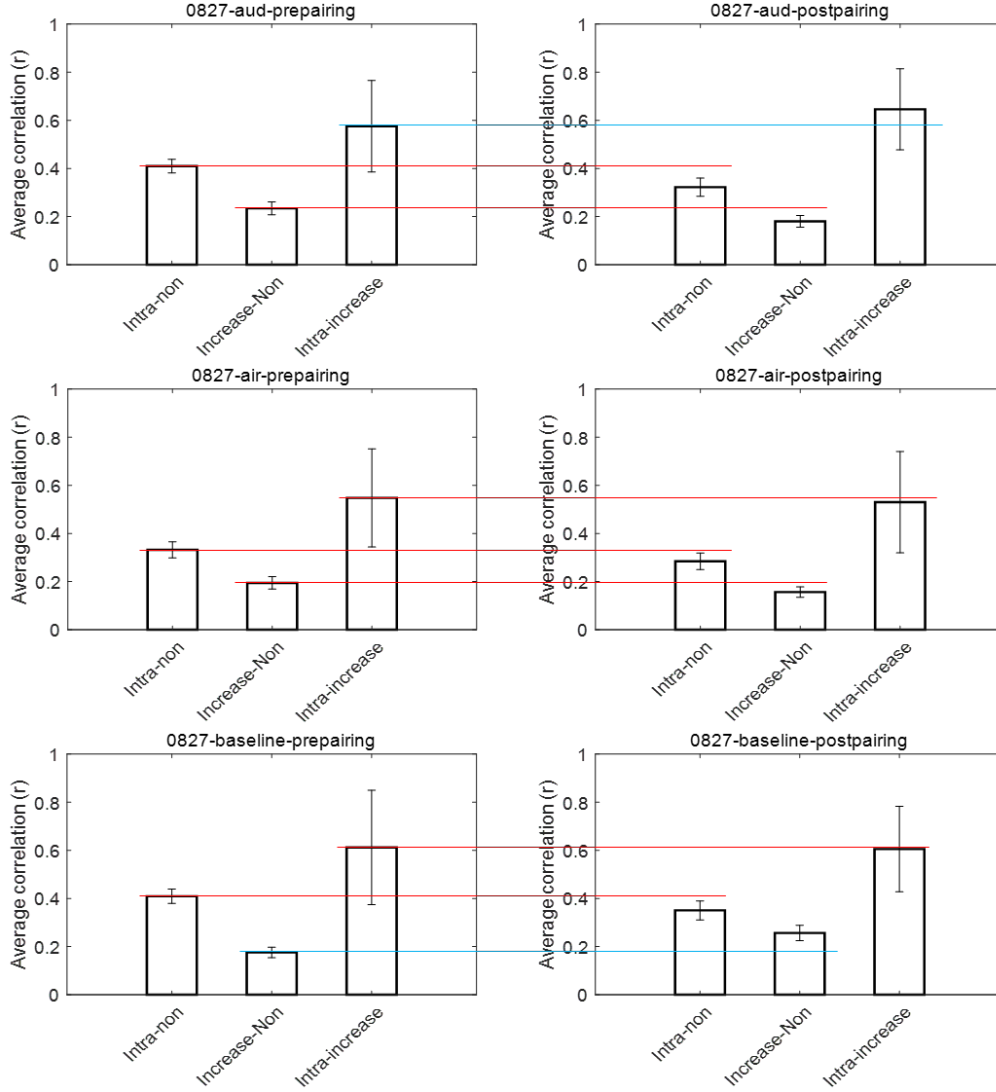 0827-aud-prepairing
Average correlation (r)
1
0.8
0.6
0.4
0.2
0
Intra-non
Increase-Non
Intra-increase
0827-aud-postpairing
Average correlation (r)
1
0.8
0.6
0.4
0.2
0
Intra-non
Increase-Non
Intra-increase
0827-air-prepairing
Average correlation (r)
1
0.8
0.6
0.4
0.2
0
Intra-non
Increase-Non
Intra-increase
0827-air-postpairing
Average correlation (r)
1
0.8
0.6
0.4
0.2
0
Intra-non
Increase-Non
Intra-increase
0827-baseline-prepairing
Average correlation (r)
1
0.8
0.6
0.4
0.2
0
Intra-non
Increase-Non
Intra-increase
0827-baseline-postpairing
Average correlation (r)
1
0.8
0.6
0.4
0.2
0
Intra-non
Increase-Non
Intra-increase